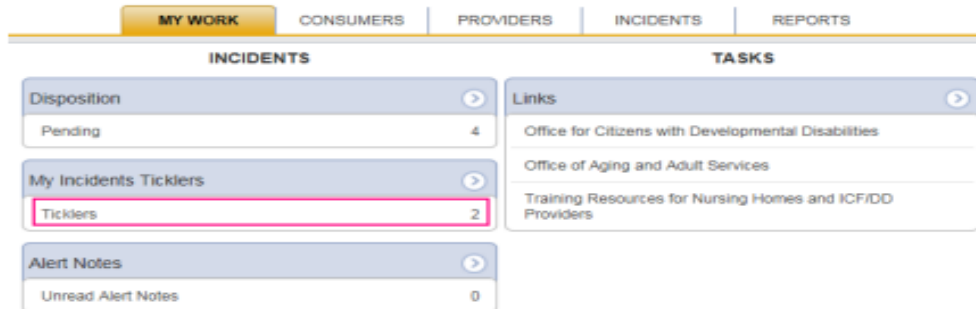 MY WORK CONSUMERS PROVIDERS INCIDENTS REPORTS
INCIDENTS
Disposition
Pending 4
My Incidents Ticklers
Ticklers 2
Alert Notes
Unread Alert Notes 0
TASKS
Links
Office for Citizens with Developmental Disabilities
Office of Aging and Adult Services
Training Resources for Nursing Homes and ICF/DD
Providers